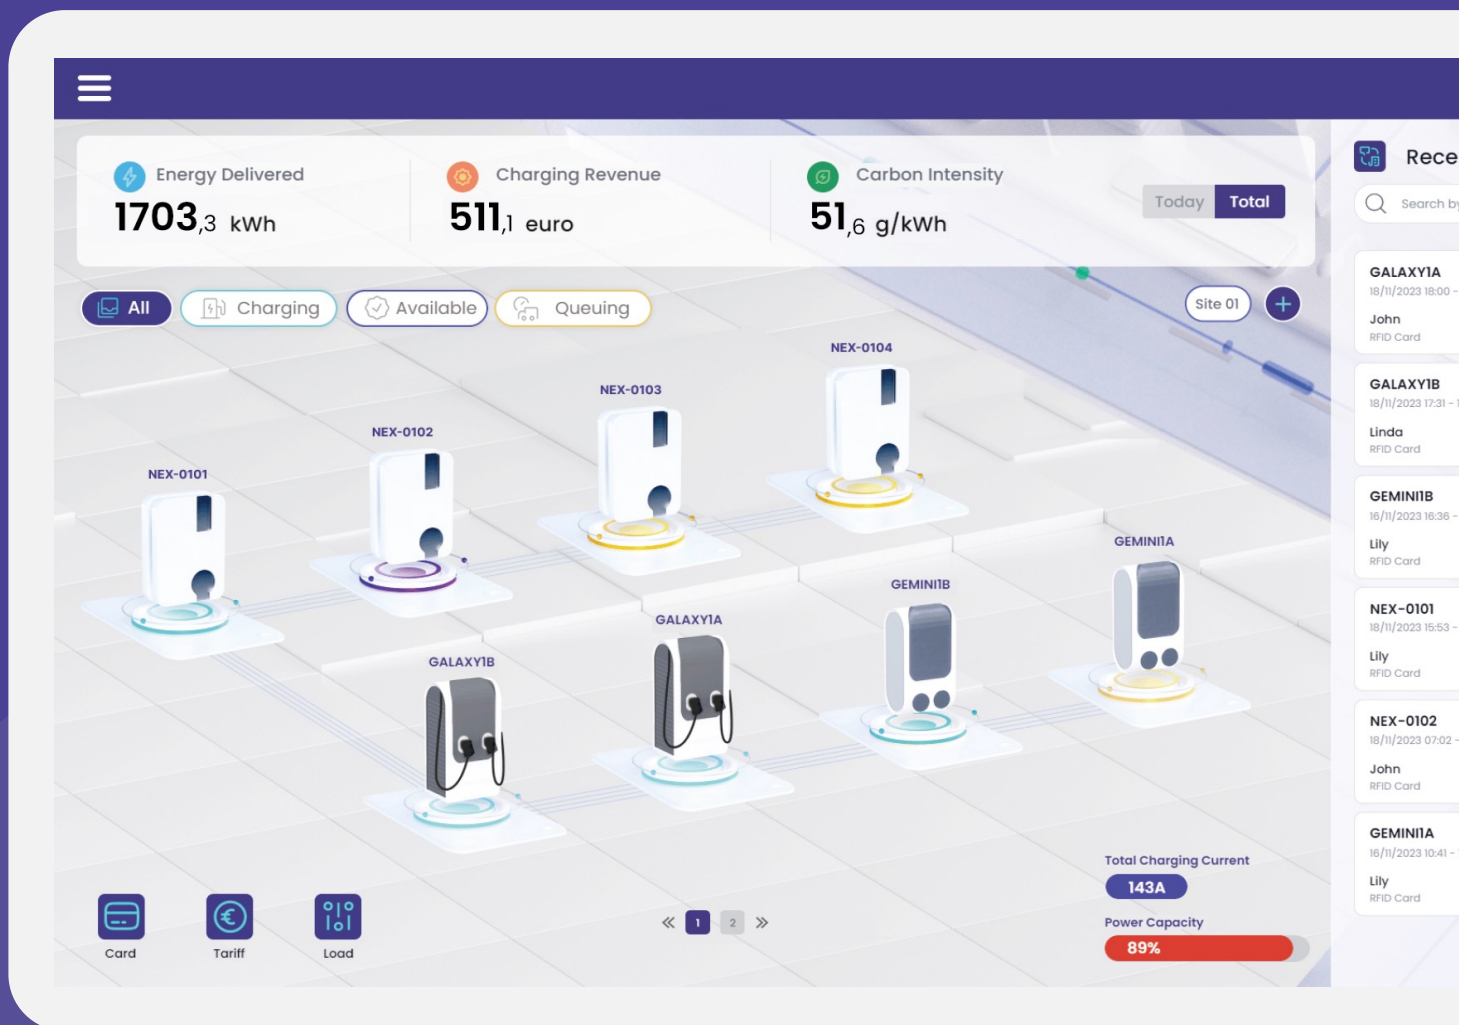 Energy Delivered
1703,3 kWh
Charging Revenue
511,1 euro
Carbon Intensity
51,6 g/kWh
Today Total
All
Charging
Available
Queuing
Site 01
NEX-0104
NEX-0103
NEX-0102
NEX-0101
GEMINI1A
GEMINI1B
GALAXY1A
GALAXY1B
Total Charging Current
143A
Power Capacity
89%
Card
Tariff
Load
1 2
Rece
Search by
GALAXY1A
18/11/2023 18:00 -
John
RFID Card
GALAXY1B
18/11/2023 17:31 - 1
Linda
RFID Card
GEMINI1B
16/11/2023 16:36 -
Lily
RFID Card
NEX-0101
18/11/2023 15:53 -
Lily
RFID Card
NEX-0102
18/11/2023 07:02 -
John
RFID Card
GEMINI1A
16/11/2023 10:41 -
Lily
RFID Card